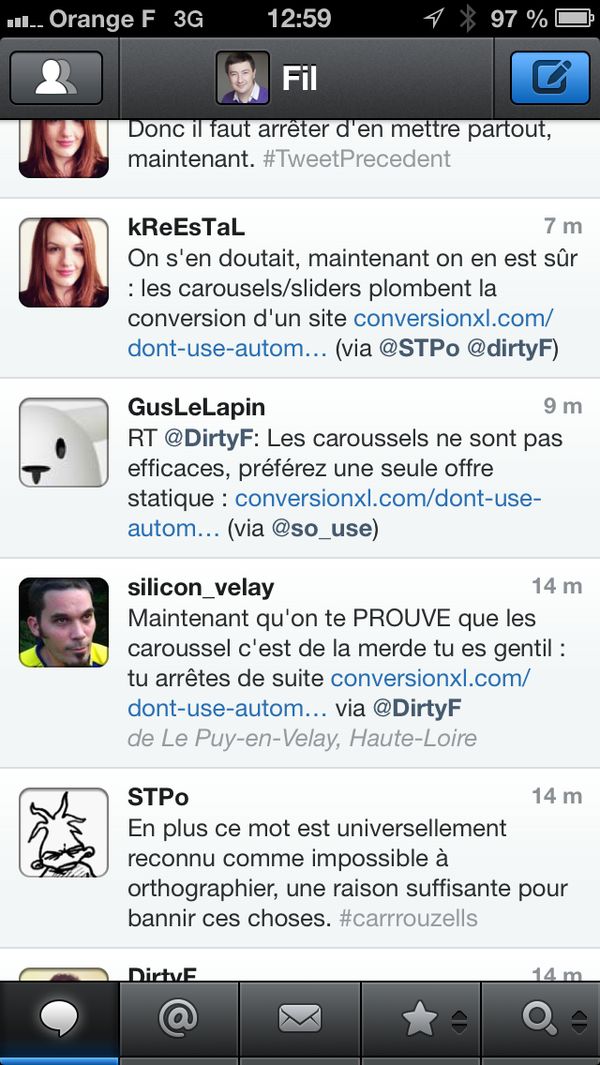 Orange F 3G 12:59 97 %
Fil
Donc il faut arrêter d'en mettre partout,
maintenant. #TweetPrecedent
kReEsTaL 7 m
On s'en doutait, maintenant on en est sûr
: les carousels/sliders plombent la
conversion d'un site conversionxl.com/
dont-use-autom… (via @STPo @dirtyF)
GusLeLapin 9 m
RT @DirtyF: Les caroussels ne sont pas
efficaces, préférez une seule offre
statique : conversionxl.com/dont-use-
autom… (via @so_use)
silicon_velay 14 m
Maintenant qu'on te PROUVE que les
caroussel c'est de la merde tu es gentil :
tu arrêtes de suite conversionxl.com/
dont-use-autom… via @DirtyF
de Le Puy-en-Velay, Haute-Loire
STPo 14 m
En plus ce mot est universellement
reconnu comme impossible à
orthographier, une raison suffisante pour
bannir ces choses. #carrrouzells
DirtyF 14 m
@